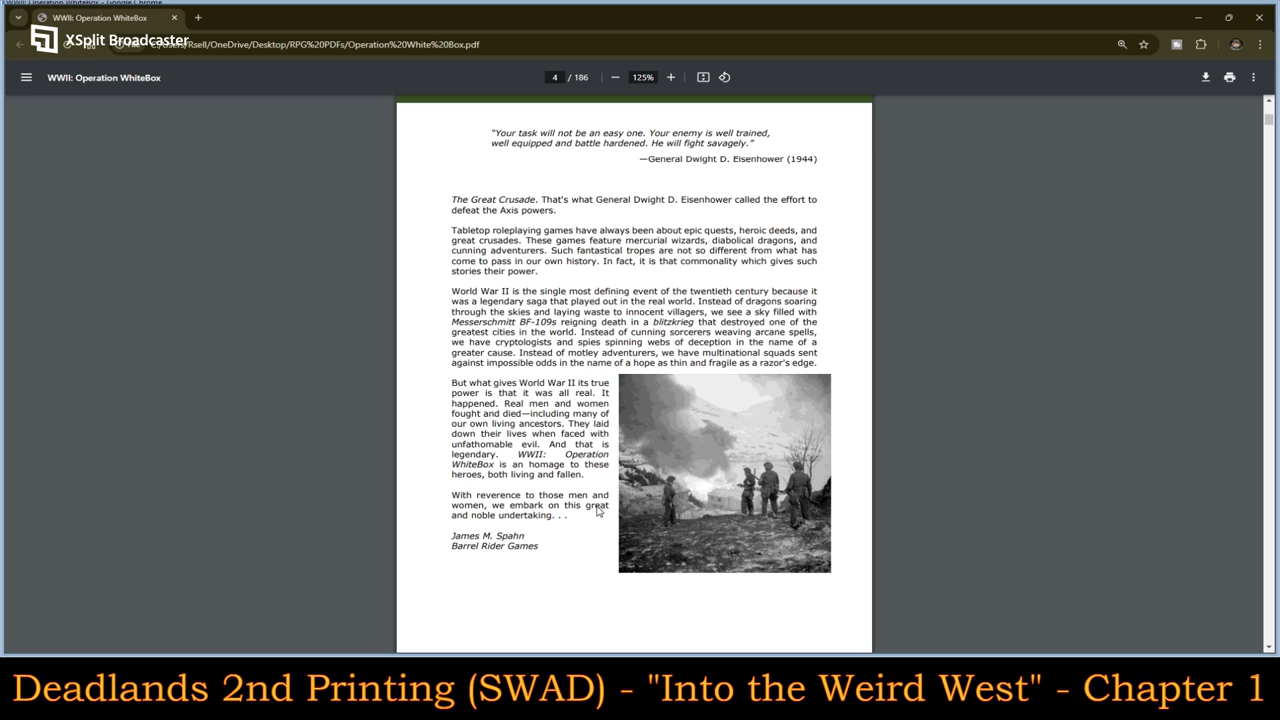 WWII: Operation WhiteBox
XSplit Broadcaster
C:/Users/Rsell/OneDrive/Desktop/RPG%20PDFs/Operation%20White%20Box.pdf
WWII: Operation WhiteBox
4 / 186
125%
“Your task will not be an easy one. Your enemy is well trained,
well equipped and battle hardened. He will fight savagely.”
—General Dwight D. Eisenhower (1944)
The Great Crusade. That's what General Dwight D. Eisenhower called the effort to
defeat the Axis powers.
Tabletop roleplaying games have always been about epic quests, heroic deeds, and
great crusades. These games feature mercurial wizards, diabolical dragons, and
cunning adventurers. Such fantastical tropes are not so different from what has
come to pass in our own history. In fact, it is that commonality which gives such
stories their power.
World War II is the single most defining event of the twentieth century because it
was a legendary saga that played out in the real world. Instead of dragons soaring
through the skies and laying waste to innocent villagers, we see a sky filled with
Messerschmitt BF-109s reigning death in a blitzkrieg that destroyed one of the
greatest cities in the world. Instead of cunning sorcerers weaving arcane spells,
we have cryptologists and spies spinning webs of deception in the name of a
greater cause. Instead of motley adventurers, we have multinational squads sent
against impossible odds in the name of a hope as thin and fragile as a razor's edge.
But what gives World War II its true
power is that it was all real. It
happened. Real men and women
fought and died—including many of
our own living ancestors. They laid
down their lives when faced with
unfathomable evil. And that is
legendary. WWII: Operation
WhiteBox is an homage to these
heroes, both living and fallen.
With reverence to those men and
women, we embark on this great
and noble undertaking. . .
James M. Spahn
Barrel Rider Games
Deadlands 2nd Printing (SWAD) - "Into the Weird West" - Chapter 1